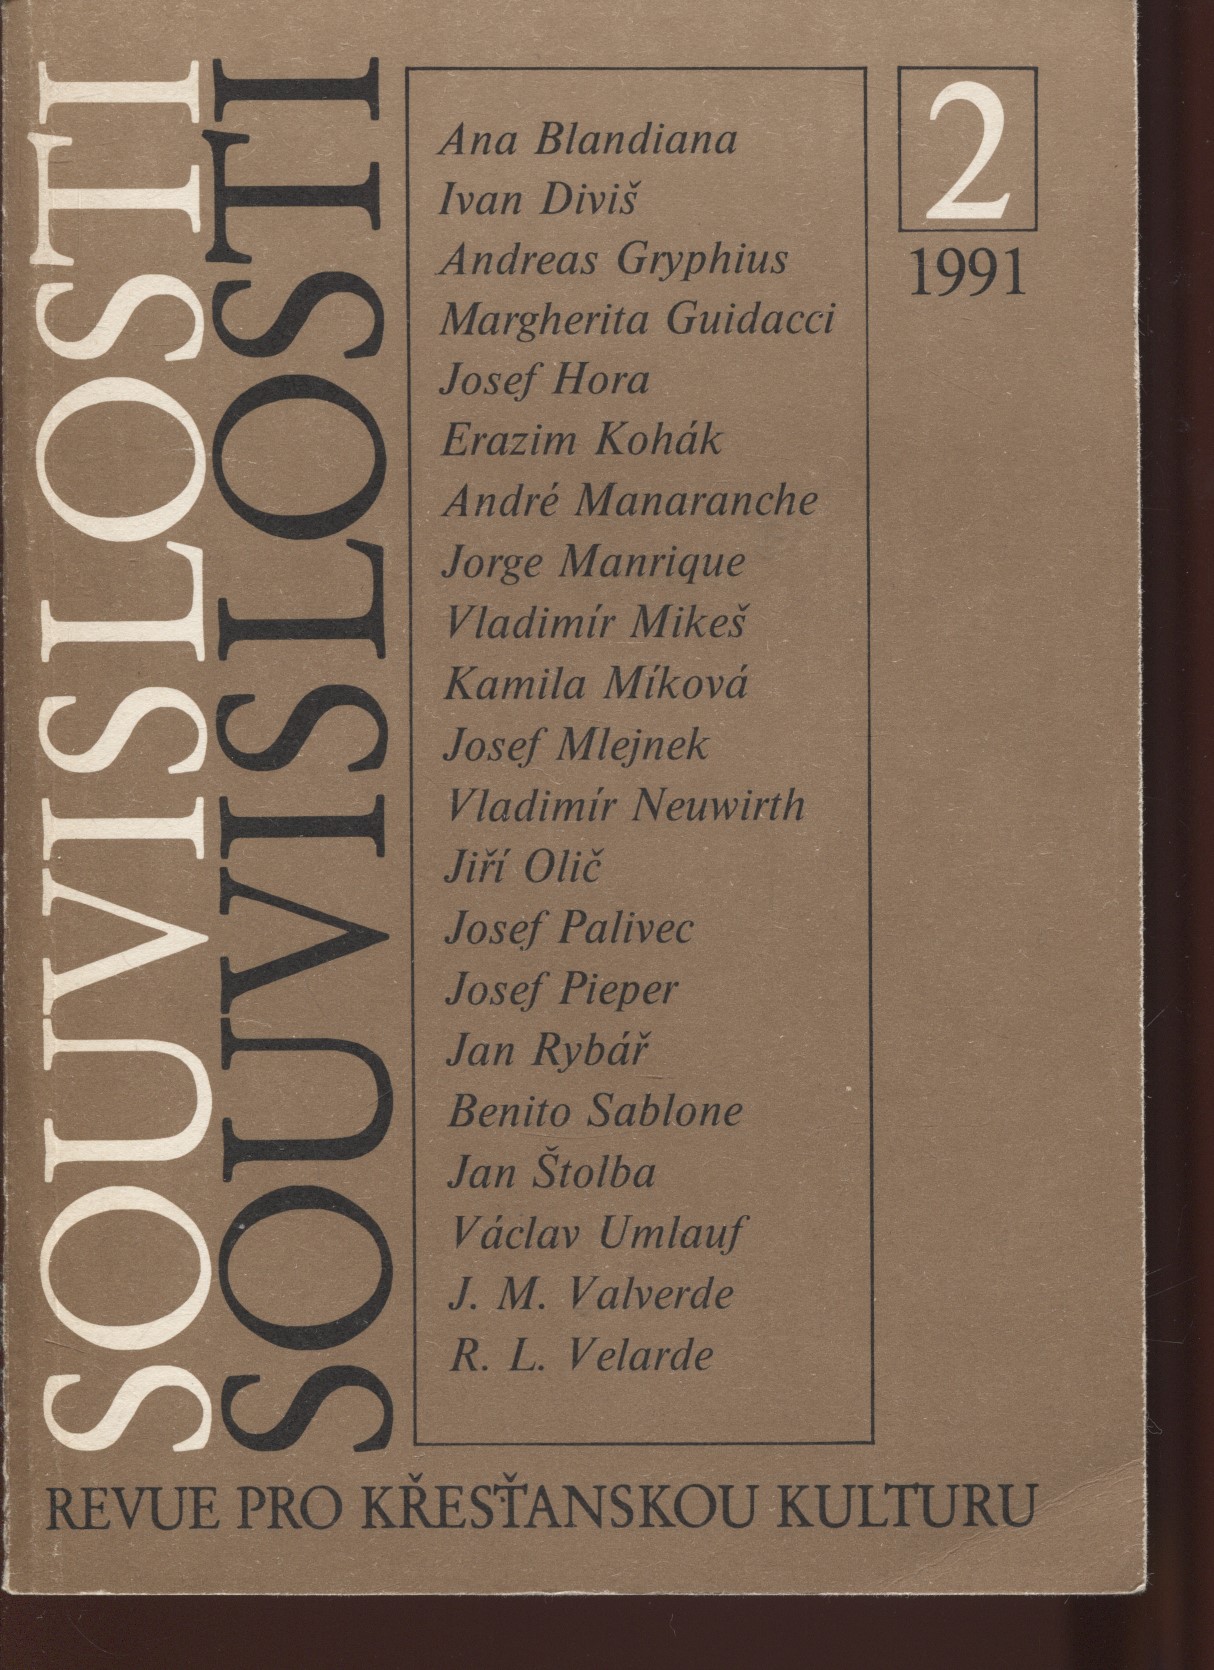 SOUVISLOSTI
SOUVISLOSTI
Ana Blandiana
Ivan Diviš
Andreas Gryphius
Margherita Guidacci
Josef Hora
Erazim Kohák
André Manaranche
Jorge Manrique
Vladimír Mikeš
Kamila Míková
Josef Mlejnek
Vladimír Neuwirth
Jiří Olič
Josef Palivec
Josef Pieper
Jan Rybář
Benito Sablone
Jan Štolba
Václav Umlauf
J. M. Valverde
R. L. Velarde
2
1991
REVUE PRO KŘESŤANSKOU KULTURU